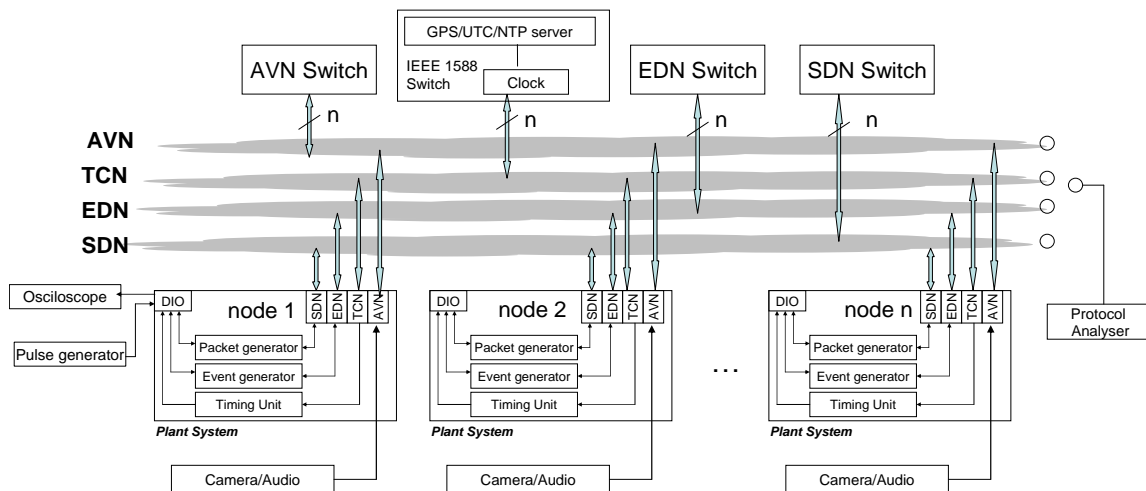 GPS/UTC/NTP server
IEEE 1588
Switch
Clock
AVN Switch
EDN Switch
SDN Switch
n
n
n
n
AVN
TCN
EDN
SDN
Osciloscope
Pulse generator
DIO
node 1
SDN
EDN
TCN
AVN
Packet generator
Event generator
Timing Unit
Plant System
Camera/Audio
DIO
node 2
SDN
EDN
TCN
AVN
Packet generator
Event generator
Timing Unit
Plant System
Camera/Audio
...
DIO
node n
SDN
EDN
TCN
AVN
Packet generator
Event generator
Timing Unit
Plant System
Camera/Audio
Protocol
Analyser